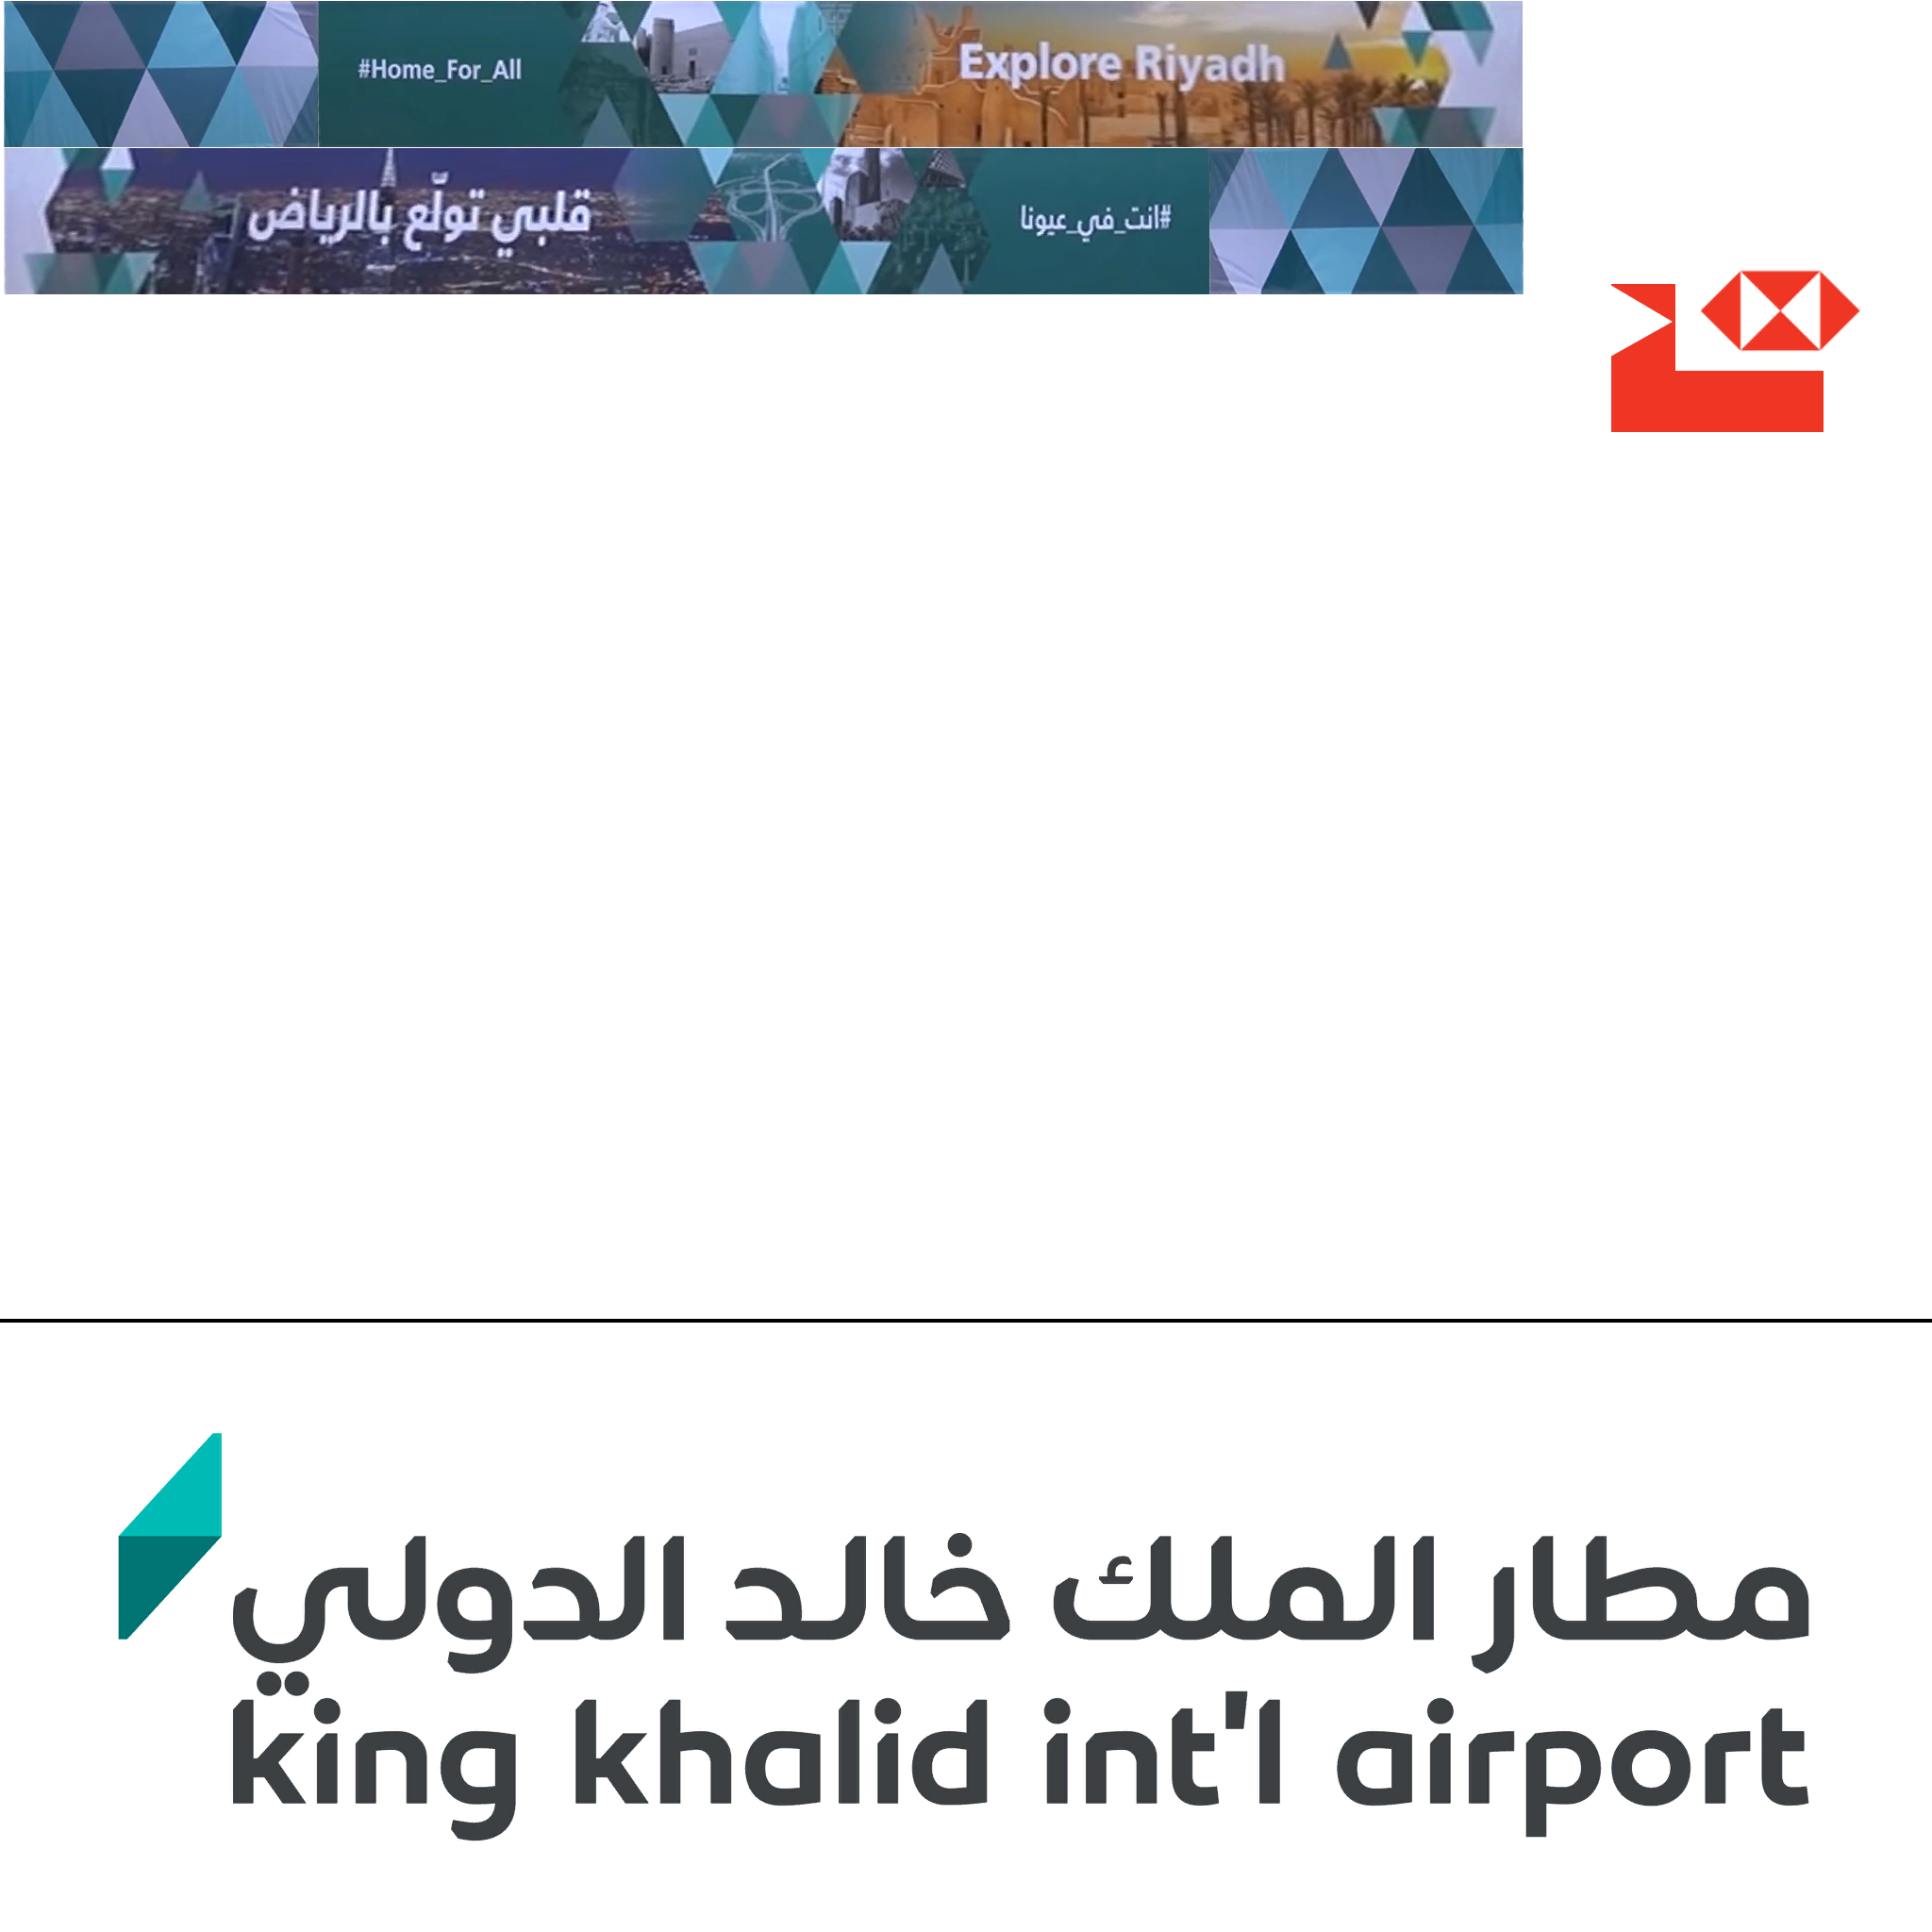 #Home_For_All
Explore Riyadh
قلبي تولّع بالرياض
#انت_في_عيونا
مطار الملك خالد الدولي
king khalid int'l airport